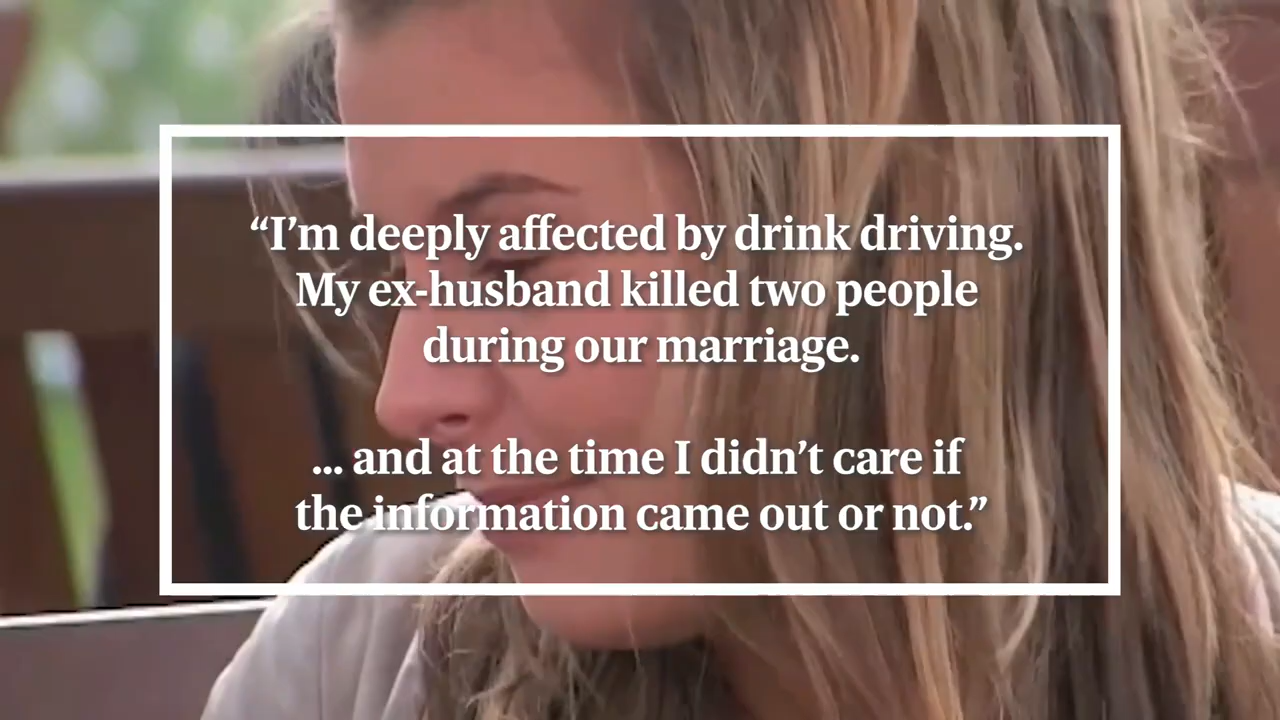 “I’m deeply affected by drink driving.
My ex-husband killed two people
during our marriage.
... and at the time I didn’t care if
the information came out or not.”